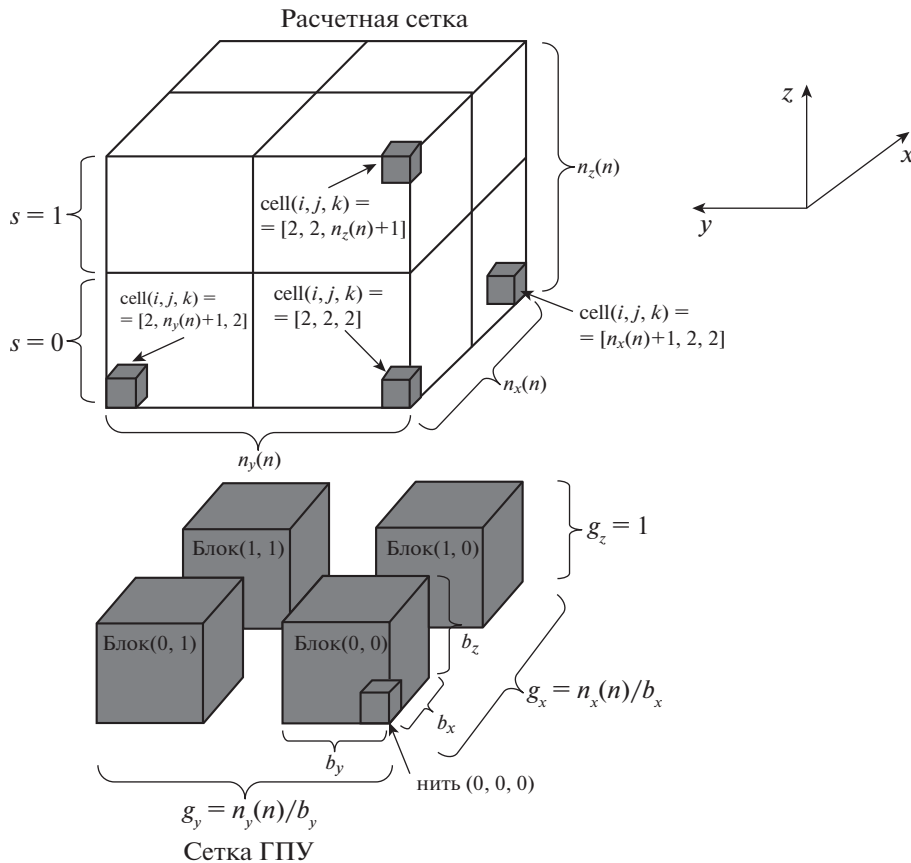 Расчетная сетка
z
x
y
n_z(n)
s = 1
cell(i, j, k) =
= [2, 2, n_z(n)+1]
s = 0
cell(i, j, k) =
= [2, n_y(n)+1, 2]
cell(i, j, k) =
= [2, 2, 2]
cell(i, j, k) =
= [n_x(n)+1, 2, 2]
n_x(n)
n_y(n)
g_z = 1
Блок(1, 1)
Блок(1, 0)
Блок(0, 1)
Блок(0, 0)
b_z
g_x = n_x(n)/b_x
b_x
b_y
нить (0, 0, 0)
g_y = n_y(n)/b_y
Сетка ГПУ